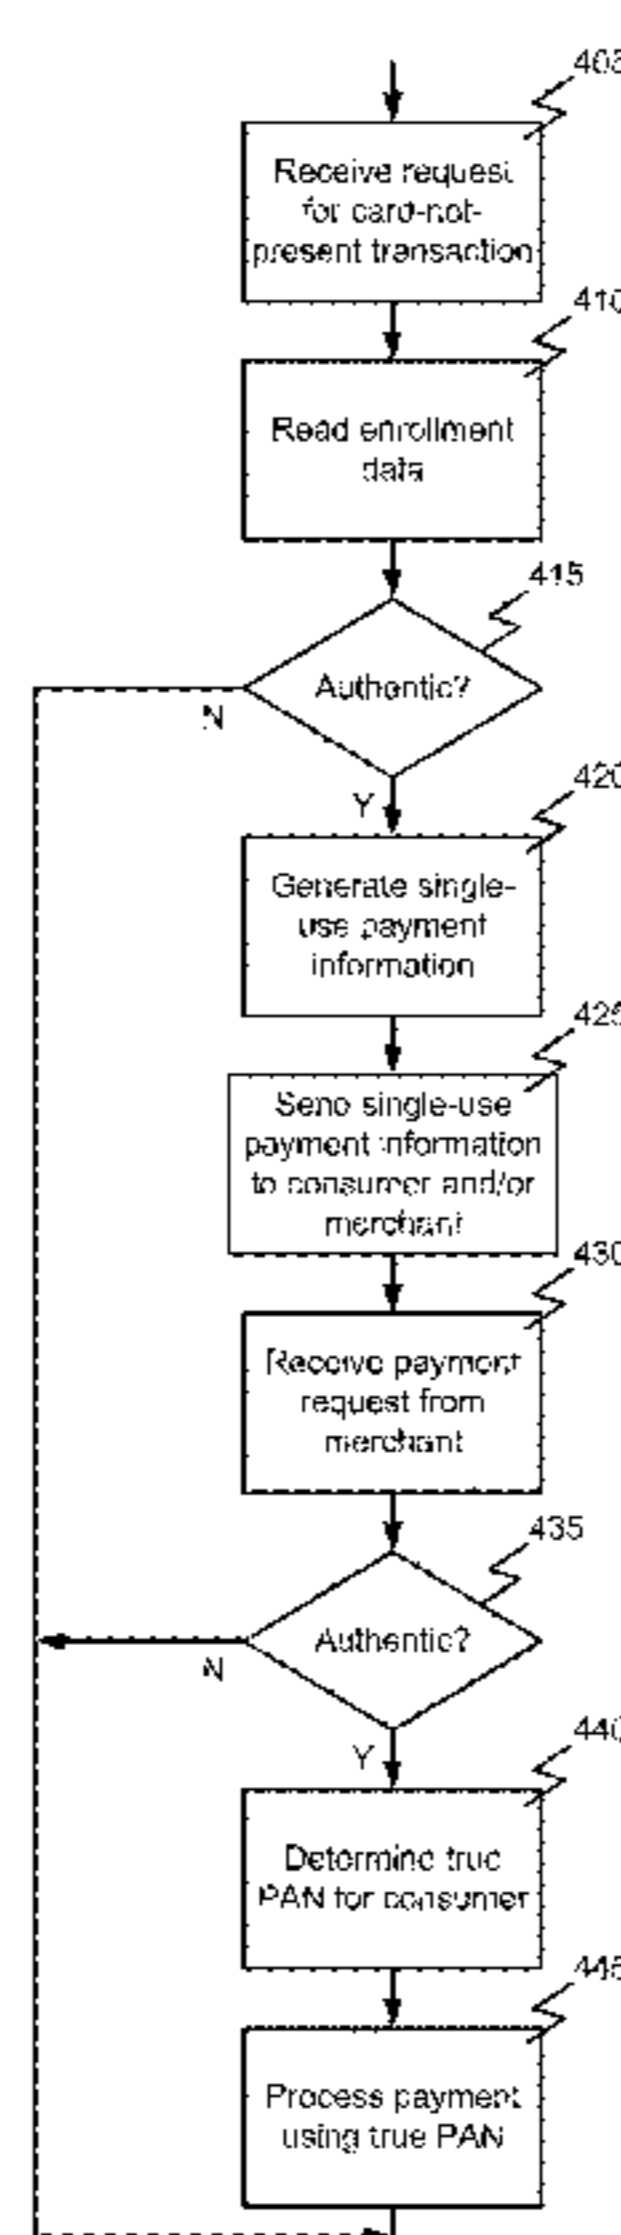 405
Receive request
for card-not-
present transaction
410
Read enrollment
data
415
Authentic?
N
Y
420
Generate single-
use payment
information
425
Send single-use
payment information
to consumer and/or
merchant
430
Receive payment
request from
merchant
435
Authentic?
N
Y
440
Determine true
PAN for consumer
445
Process payment
using true PAN